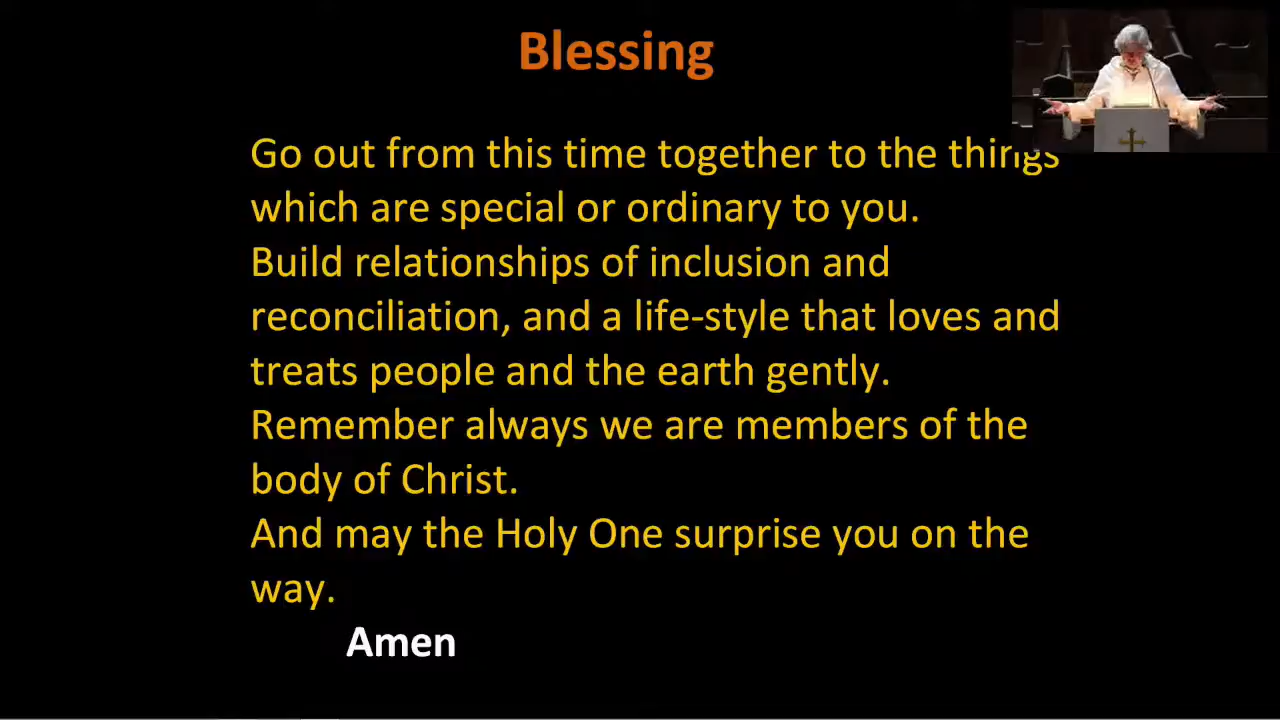 Blessing
Go out from this time together to the things
which are special or ordinary to you.
Build relationships of inclusion and
reconciliation, and a life-style that loves and
treats people and the earth gently.
Remember always we are members of the
body of Christ.
And may the Holy One surprise you on the
way.
Amen